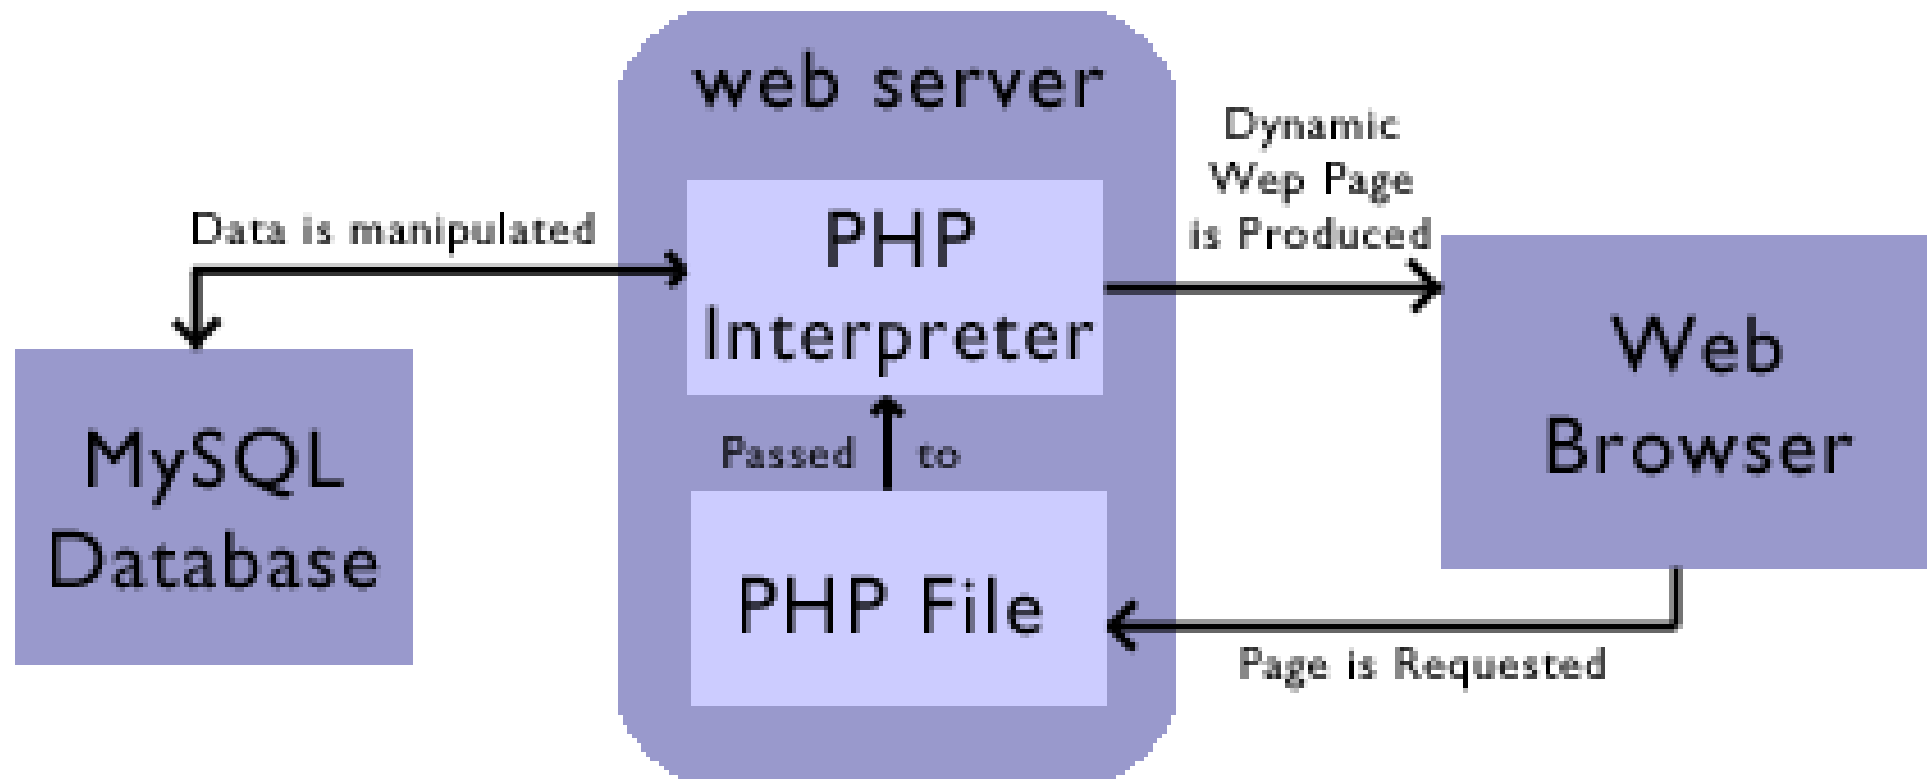 web server
Dynamic
Wep Page
is Produced
Data is manipulated
PHP
Interpreter
Web
Browser
MySQL
Database
Passed to
PHP File
Page is Requested